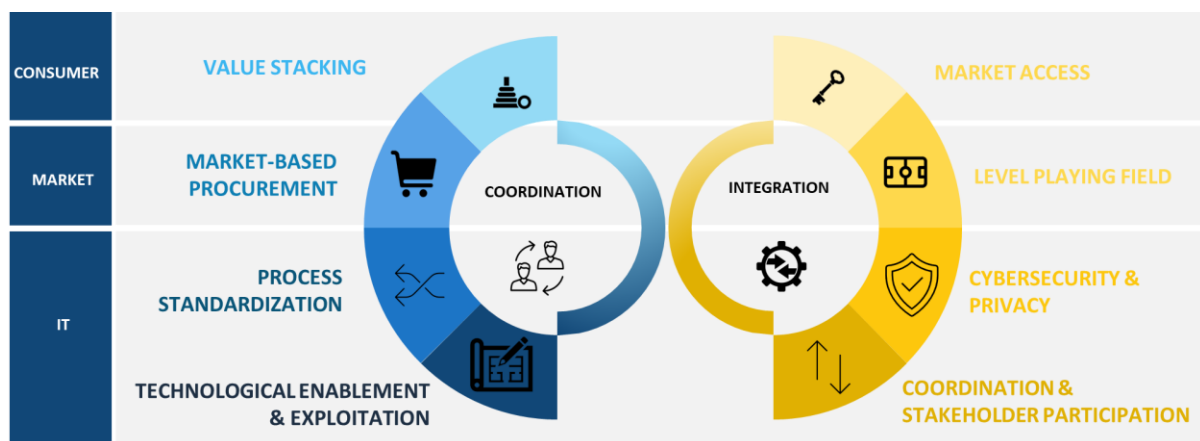 CONSUMER
VALUE STACKING
MARKET ACCESS
MARKET
MARKET-BASED
PROCUREMENT
COORDINATION
INTEGRATION
LEVEL PLAYING FIELD
IT
PROCESS
STANDARDIZATION
CYBERSECURITY &
PRIVACY
TECHNOLOGICAL ENABLEMENT
& EXPLOITATION
COORDINATION &
STAKEHOLDER PARTICIPATION